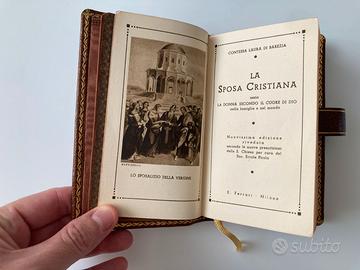 LO SPOSALIZIO DELLA VERGINE
CONTESSA LAURA DI BAREZIA
LA
SPOSA CRISTIANA
ossia
LA DONNA SECONDO IL CUORE DI DIO
nella famiglia e nel mondo
Nuovissima edizione
riveduta
secondo le nuove prescrizioni
della S. Chiesa per cura del
Sac. Ercole Pirola
E. Ferrari - Milano
subito